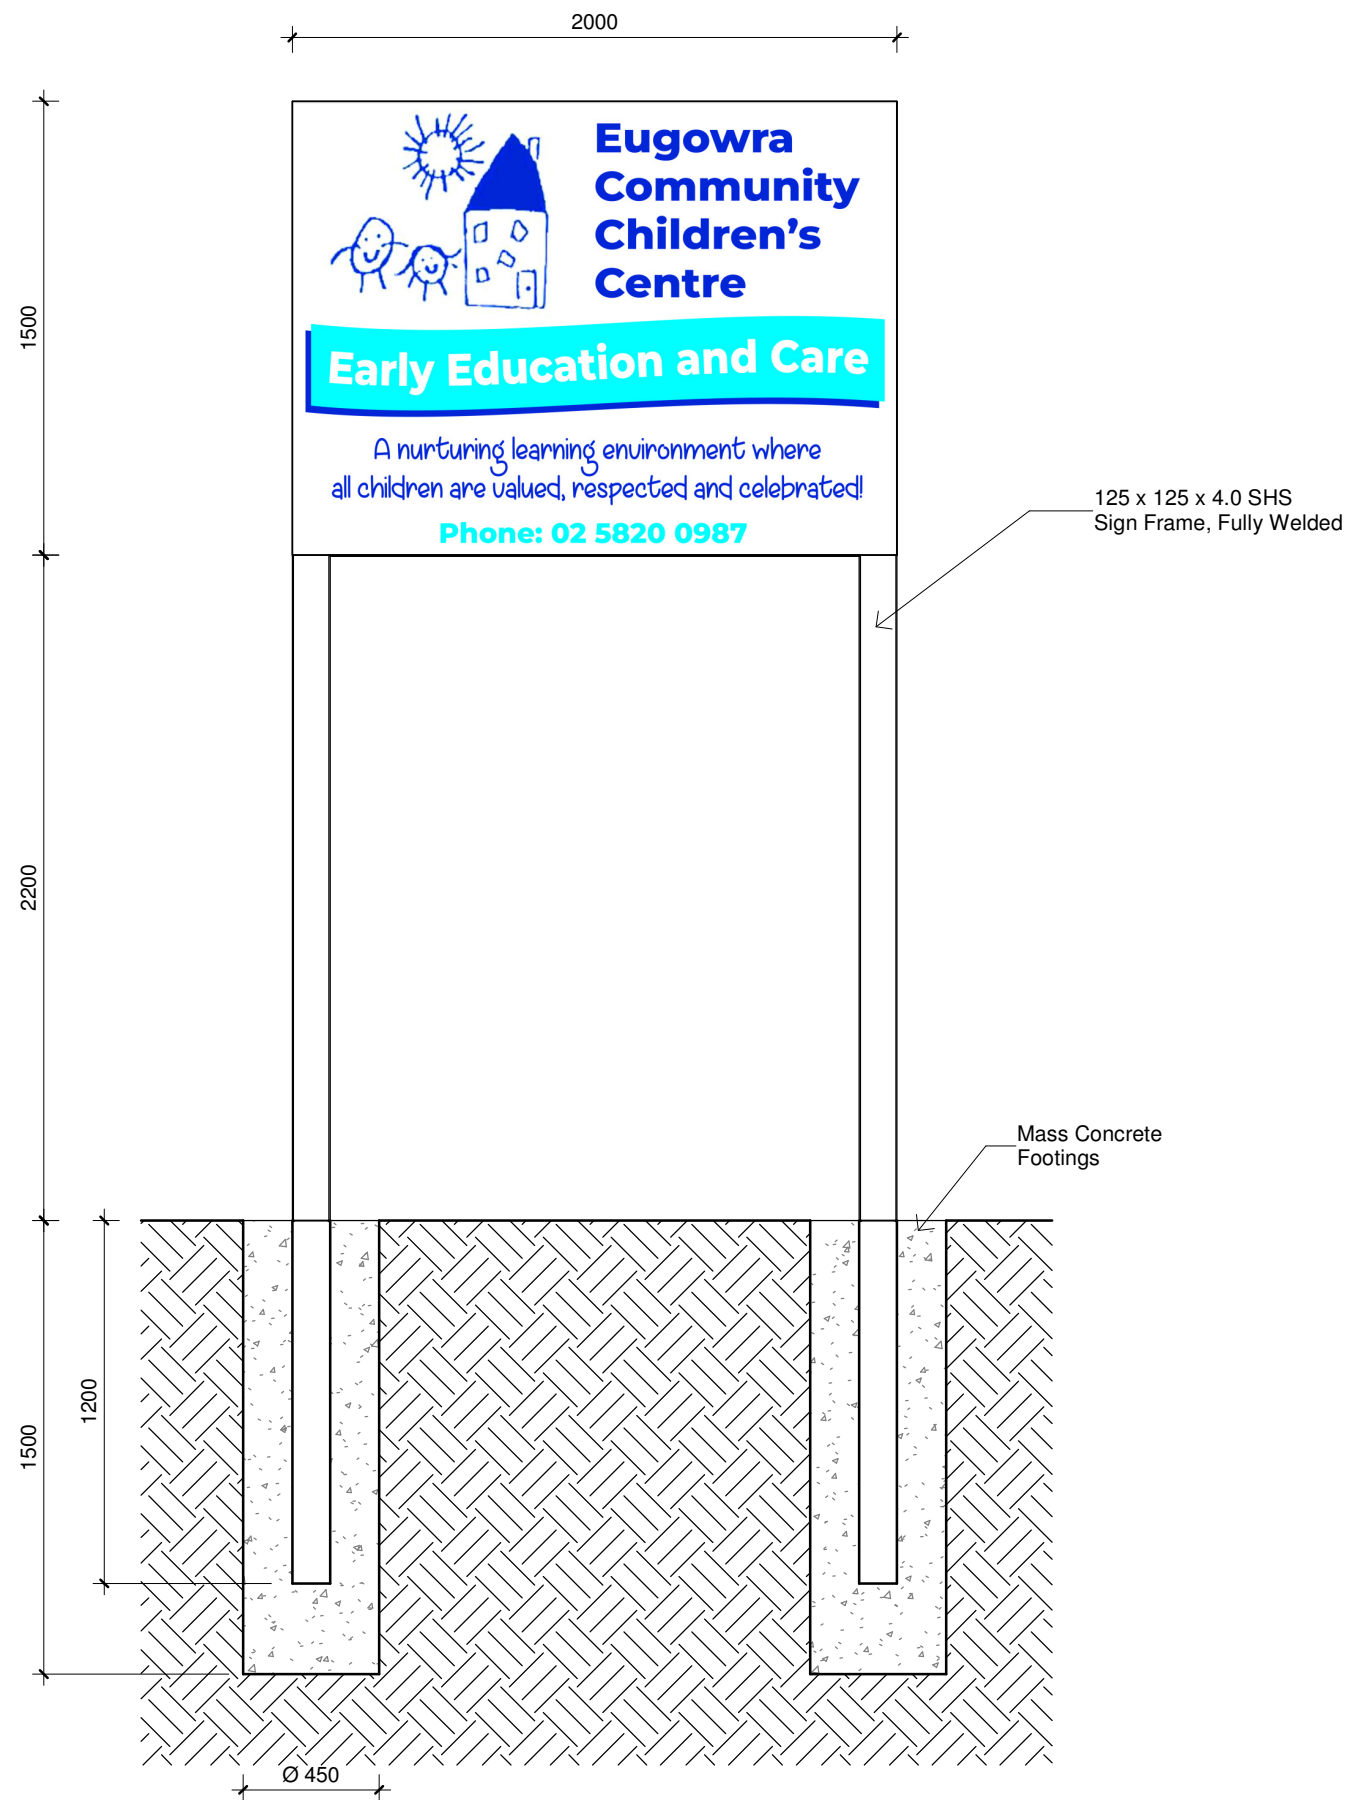 2000
Eugowra
Community
Children's
Centre
1500
Early Education and Care
A nurturing learning environment where
all children are valued, respected and celebrated!
Phone: 02 5820 0987
125 x 125 x 4.0 SHS
Sign Frame, Fully Welded
2200
Mass Concrete
Footings
1200
1500
Ø 450